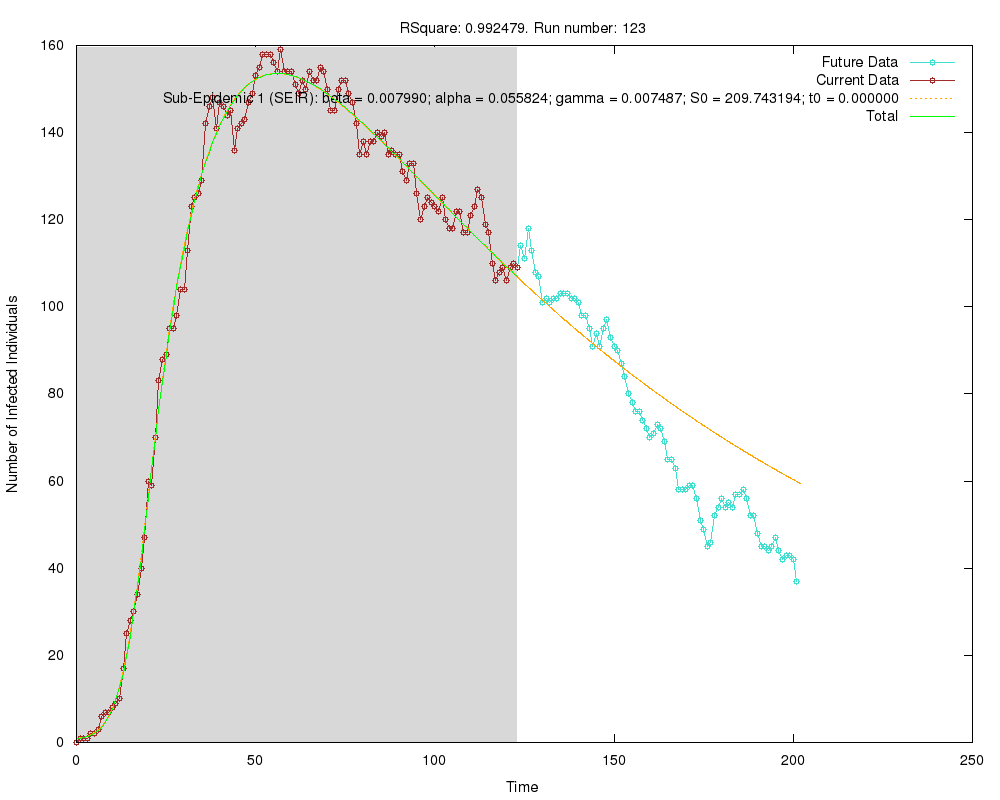 RSquare: 0.992479. Run number: 123
Future Data
Current Data
Sub-Epidemic 1 (SEIR): beta = 0.007990; alpha = 0.055824; gamma = 0.007487; S0 = 209.743194; t0 = 0.000000
Total
Number of Infected Individuals
160
140
120
100
80
60
40
20
0
0 50 100 150 200 250
Time